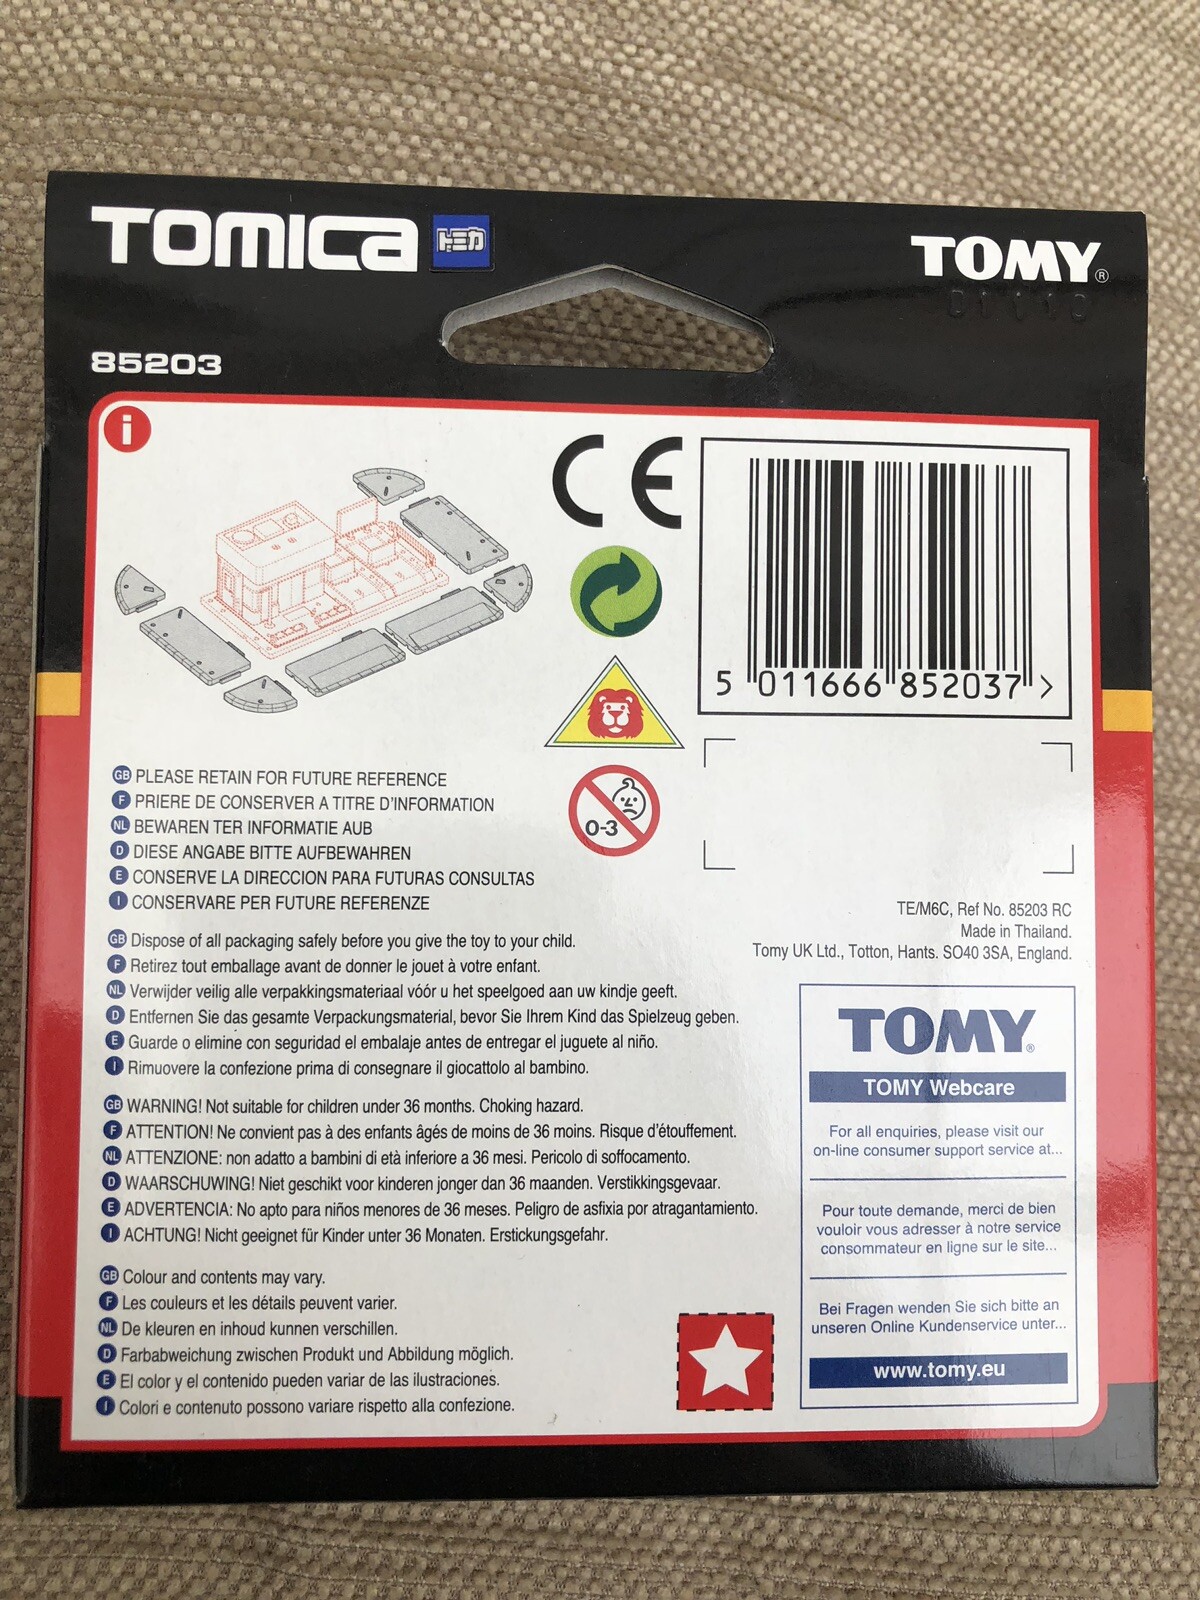 TOMICA トミカ
TOMY®
01110
85203
i
CE
5 011666 852037 >
0-3
GB PLEASE RETAIN FOR FUTURE REFERENCE
F PRIERE DE CONSERVER A TITRE D'INFORMATION
NL BEWAREN TER INFORMATIE AUB
D DIESE ANGABE BITTE AUFBEWAHREN
E CONSERVE LA DIRECCION PARA FUTURAS CONSULTAS
I CONSERVARE PER FUTURE REFERENZE
TE/M6C, Ref No. 85203 RC
Made in Thailand.
Tomy UK Ltd., Totton, Hants. SO40 3SA, England.
GB Dispose of all packaging safely before you give the toy to your child.
F Retirez tout emballage avant de donner le jouet à votre enfant.
NL Verwijder veilig alle verpakkingsmateriaal vóór u het speelgoed aan uw kindje geeft.
D Entfernen Sie das gesamte Verpackungsmaterial, bevor Sie Ihrem Kind das Spielzeug geben.
E Guarde o elimine con seguridad el embalaje antes de entregar el juguete al niño.
I Rimuovere la confezione prima di consegnare il giocattolo al bambino.
GB WARNING! Not suitable for children under 36 months. Choking hazard.
F ATTENTION! Ne convient pas à des enfants âgés de moins de 36 moins. Risque d'étouffement.
NL ATTENZIONE: non adatto a bambini di età inferiore a 36 mesi. Pericolo di soffocamento.
D WAARSCHUWING! Niet geschikt voor kinderen jonger dan 36 maanden. Verstikkingsgevaar.
E ADVERTENCIA: No apto para niños menores de 36 meses. Peligro de asfixia por atragantamiento.
I ACHTUNG! Nicht geeignet für Kinder unter 36 Monaten. Erstickungsgefahr.
GB Colour and contents may vary.
F Les couleurs et les détails peuvent varier.
NL De kleuren en inhoud kunnen verschillen.
D Farbabweichung zwischen Produkt und Abbildung möglich.
E El color y el contenido pueden variar de las ilustraciones.
I Colori e contenuto possono variare rispetto alla confezione.
TOMY®
TOMY Webcare
For all enquiries, please visit our
on-line consumer support service at...
Pour toute demande, merci de bien
vouloir vous adresser à notre service
consommateur en ligne sur le site...
Bei Fragen wenden Sie sich bitte an
unseren Online Kundenservice unter...
www.tomy.eu